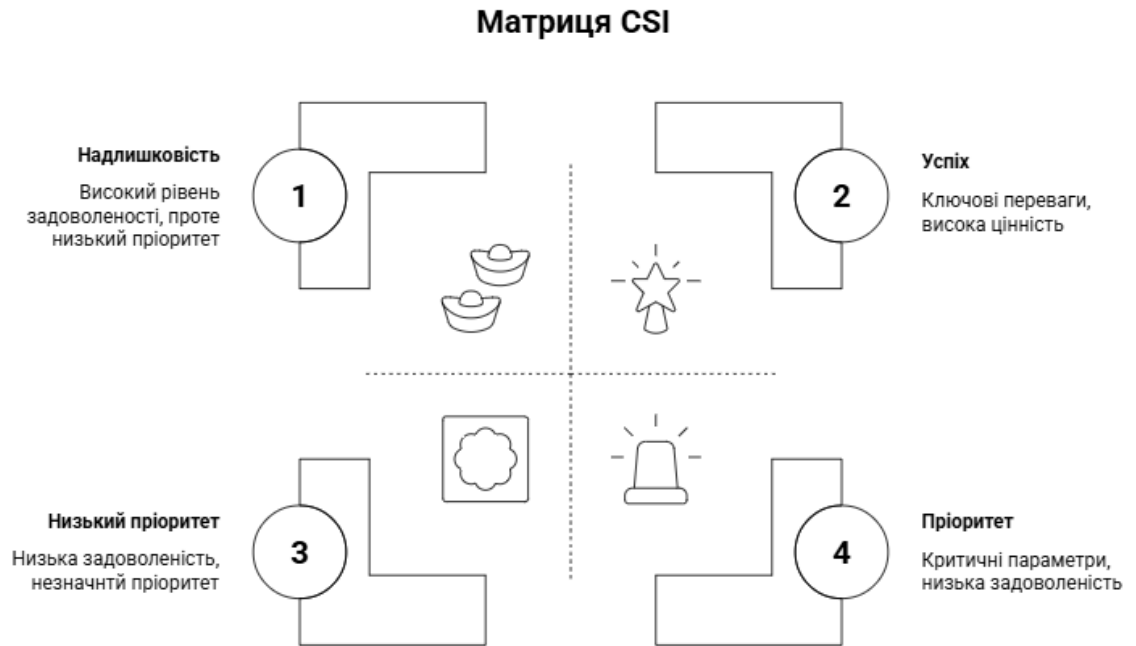 Матриця CSI
Надлишковість
Високий рівень
задоволеності, проте
низький пріоритет
1
2
Успіх
Ключові переваги,
висока цінність
Низький пріоритет
Низька задоволеність,
незначнтй пріоритет
3
4
Пріоритет
Критичні параметри,
низька задоволеність